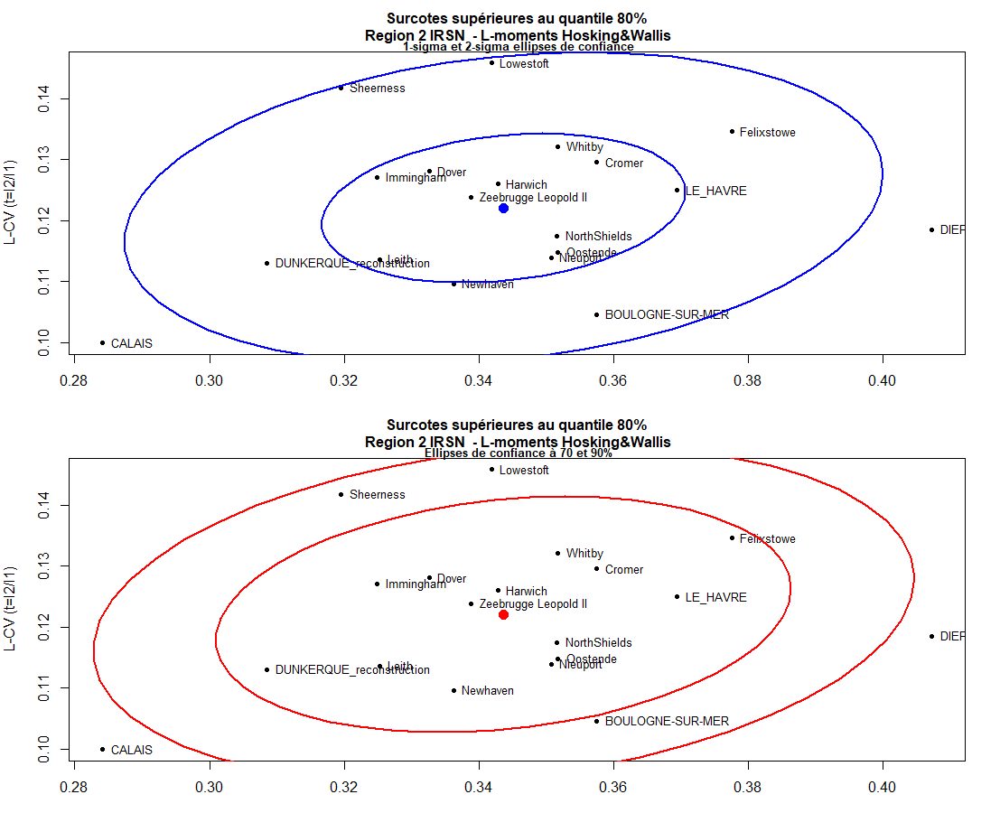 Surcotes supérieures au quantile 80%
Region 2 IRSN - L-moments Hosking&Wallis
1-sigma et 2-sigma ellipses de confiance
Lowestoft
Sheerness
Felixstowe
Whitby
Cromer
Dover
Immingham
Harwich
LE_HAVRE
Zeebrugge Leopold II
DIEP
NorthShields
Oostende
Nieuport
Leith
DUNKERQUE_reconstruction
Newhaven
BOULOGNE-SUR-MER
CALAIS
L-CV (t=l2/l1)
0.14
0.13
0.12
0.11
0.10
0.28 0.30 0.32 0.34 0.36 0.38 0.40
Surcotes supérieures au quantile 80%
Region 2 IRSN - L-moments Hosking&Wallis
Ellipses de confiance à 70 et 90%
Lowestoft
Sheerness
Felixstowe
Whitby
Cromer
Dover
Immingham
Harwich
LE_HAVRE
Zeebrugge Leopold II
DIEP
NorthShields
Oostende
Nieuport
Leith
DUNKERQUE_reconstruction
Newhaven
BOULOGNE-SUR-MER
CALAIS
L-CV (t=l2/l1)
0.14
0.13
0.12
0.11
0.10
0.28 0.30 0.32 0.34 0.36 0.38 0.40